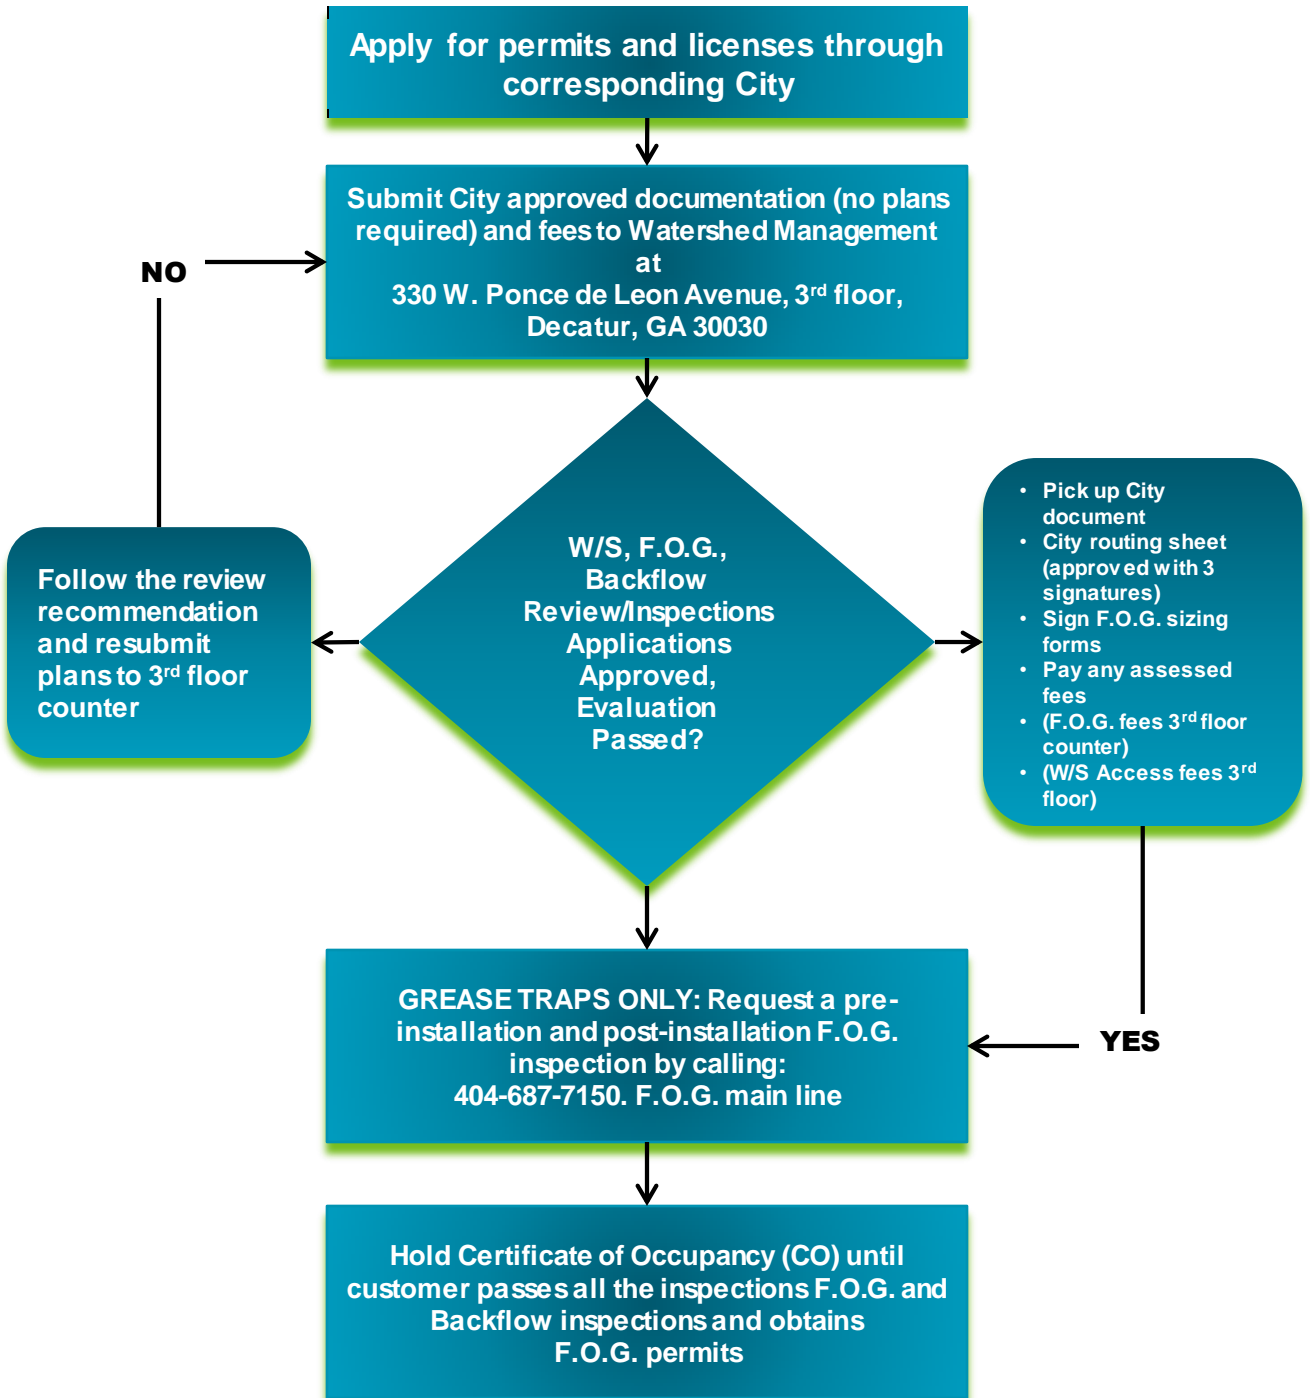 Apply for permits and licenses through
corresponding City
Submit City approved documentation (no plans
required) and fees to Watershed Management
at
330 W. Ponce de Leon Avenue, 3rd floor,
Decatur, GA 30030
NO
W/S, F.O.G.,
Backflow
Review/Inspections
Applications
Approved,
Evaluation
Passed?
Follow the review
recommendation
and resubmit
plans to 3rd floor
counter
• Pick up City
document
• City routing sheet
(approved with 3
signatures)
• Sign F.O.G. sizing
forms
• Pay any assessed
fees
• (F.O.G. fees 3rd floor
counter)
• (W/S Access fees 3rd
floor)
YES
GREASE TRAPS ONLY: Request a pre-
installation and post-installation F.O.G.
inspection by calling:
404-687-7150. F.O.G. main line
Hold Certificate of Occupancy (CO) until
customer passes all the inspections F.O.G. and
Backflow inspections and obtains
F.O.G. permits